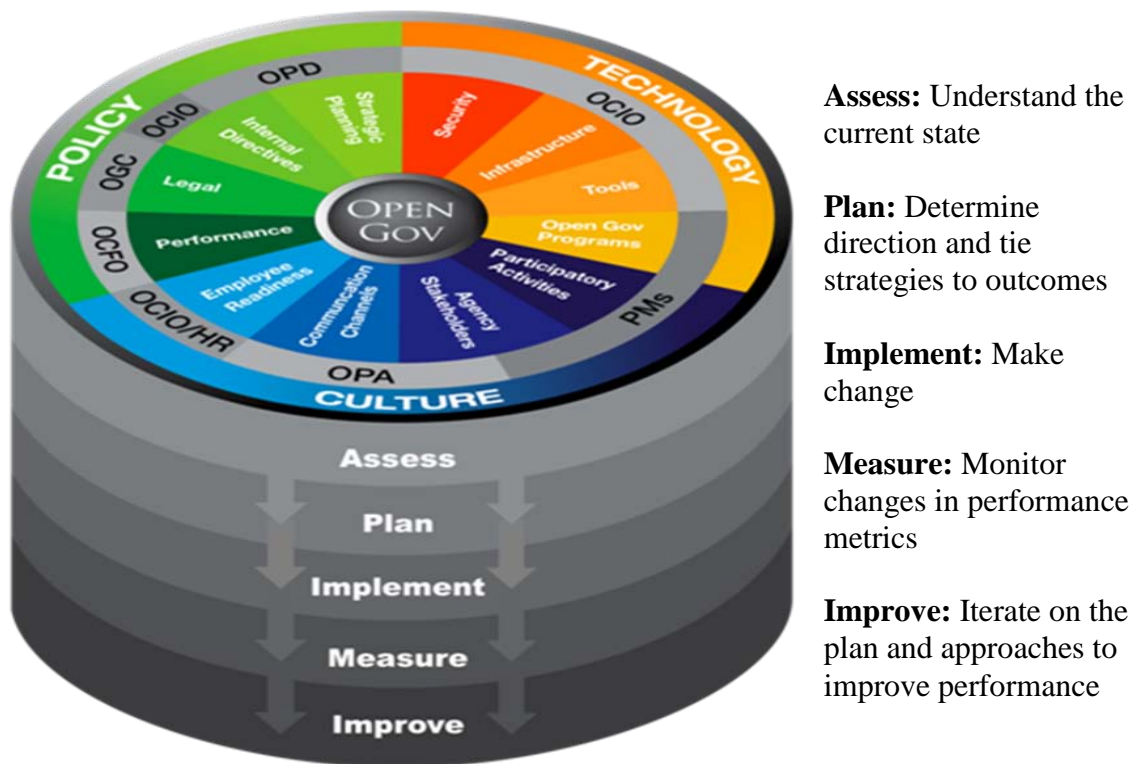 POLICY
TECHNOLOGY
CULTURE
OPD
OCIO
OGC
OCFO
OCIO/HR
OPA
PMs
OCIO
Strategic
Planning
Internal
Directives
Legal
Performance
Employee
Readiness
Communcation
Channels
Agency
Stakeholders
Participatory
Activities
Open Gov
Programs
Tools
Infrastructure
Security
OPEN
GOV
Assess
Plan
Implement
Measure
Improve
Assess: Understand the
current state
Plan: Determine
direction and tie
strategies to outcomes
Implement: Make
change
Measure: Monitor
changes in performance
metrics
Improve: Iterate on the
plan and approaches to
improve performance